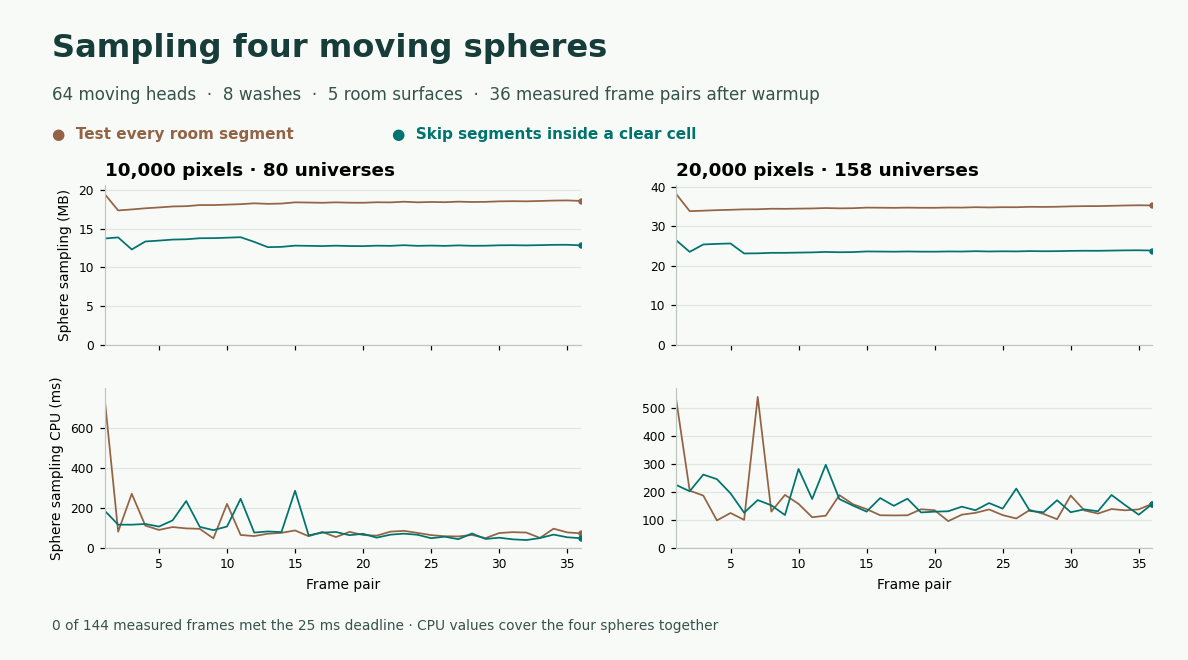 Sampling four moving spheres
64 moving heads · 8 washes · 5 room surfaces · 36 measured frame pairs after warmup
● Test every room segment ● Skip segments inside a clear cell
10,000 pixels · 80 universes
Sphere sampling (MB)
20
15
10
5
0
20,000 pixels · 158 universes
40
30
20
10
0
Sphere sampling CPU (ms)
600
400
200
0
5 10 15 20 25 30 35
Frame pair
500
400
300
200
100
0
5 10 15 20 25 30 35
Frame pair
0 of 144 measured frames met the 25 ms deadline · CPU values cover the four spheres together